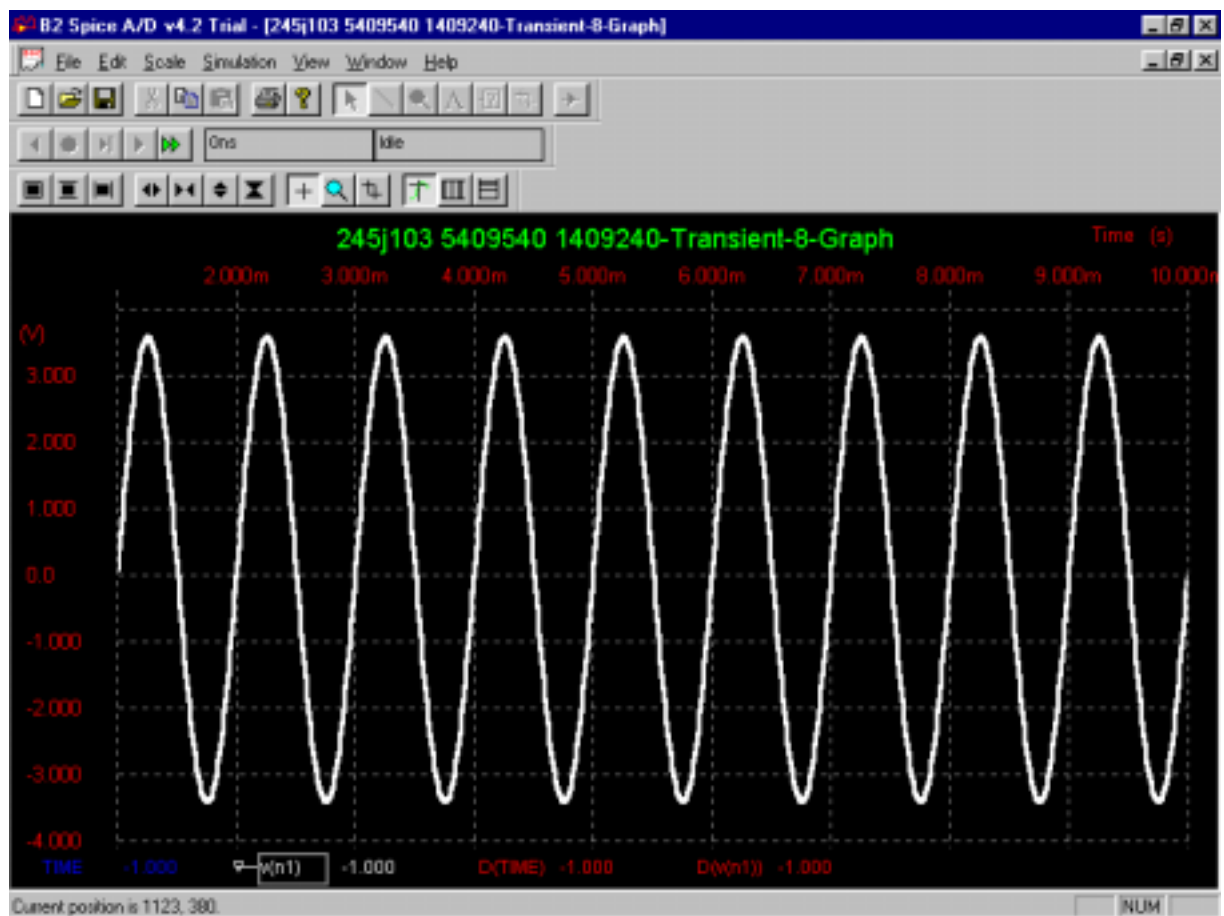 B2 Spice A/D v4.2 Trial - [245j103 5409540 1409240-Transient-8-Graph]
File Edit Scale Simulation View Window Help
0ns Idle
245j103 5409540 1409240-Transient-8-Graph
Time (s)
2.000m 3.000m 4.000m 5.000m 6.000m 7.000m 8.000m 9.000m 10.000m
(V)
3.000
2.000
1.000
0.0
-1.000
-2.000
-3.000
-4.000
TIME -1.000 v(n1) -1.000 D(TIME) -1.000 D(v(n1)) -1.000
Current position is 1123, 380. NUM